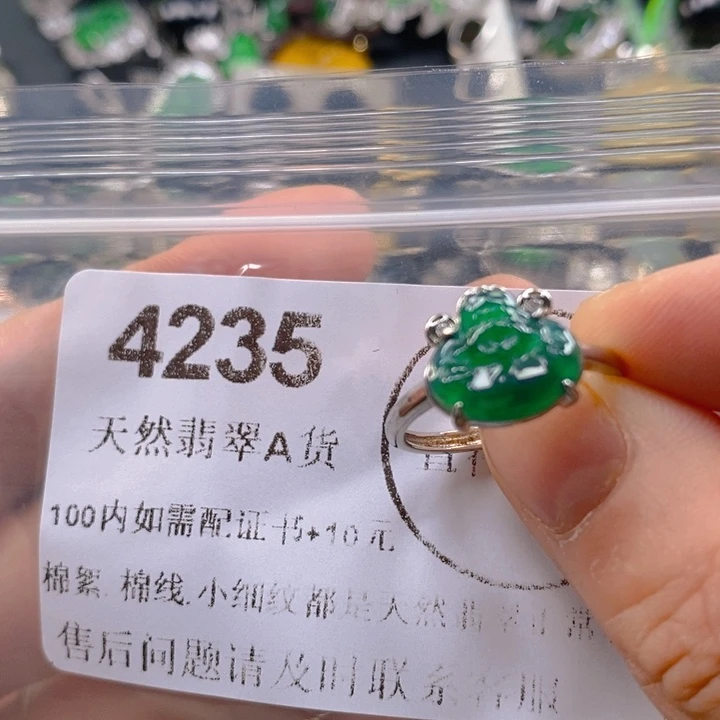 4235
天然翡翠A货
100内如需配证书+10元
棉絮 棉线.小细纹都是天然翡翠正常
售后问题请及时联系客服